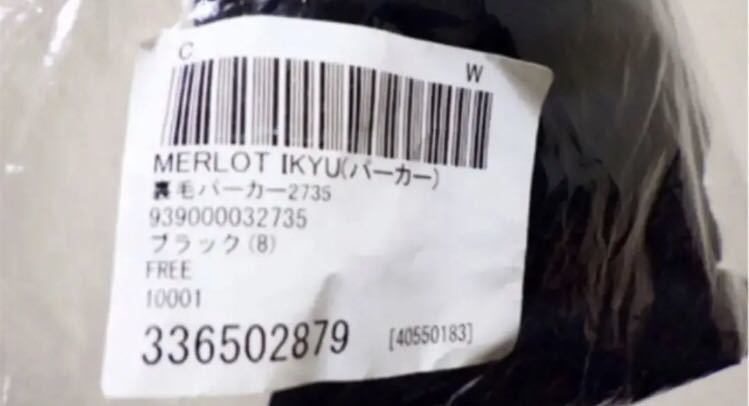 C W
MERLOT IKYU(パーカー)
裏毛パーカー2735
939000032735
ブラック(8)
FREE
10001
336502879 [40550183]